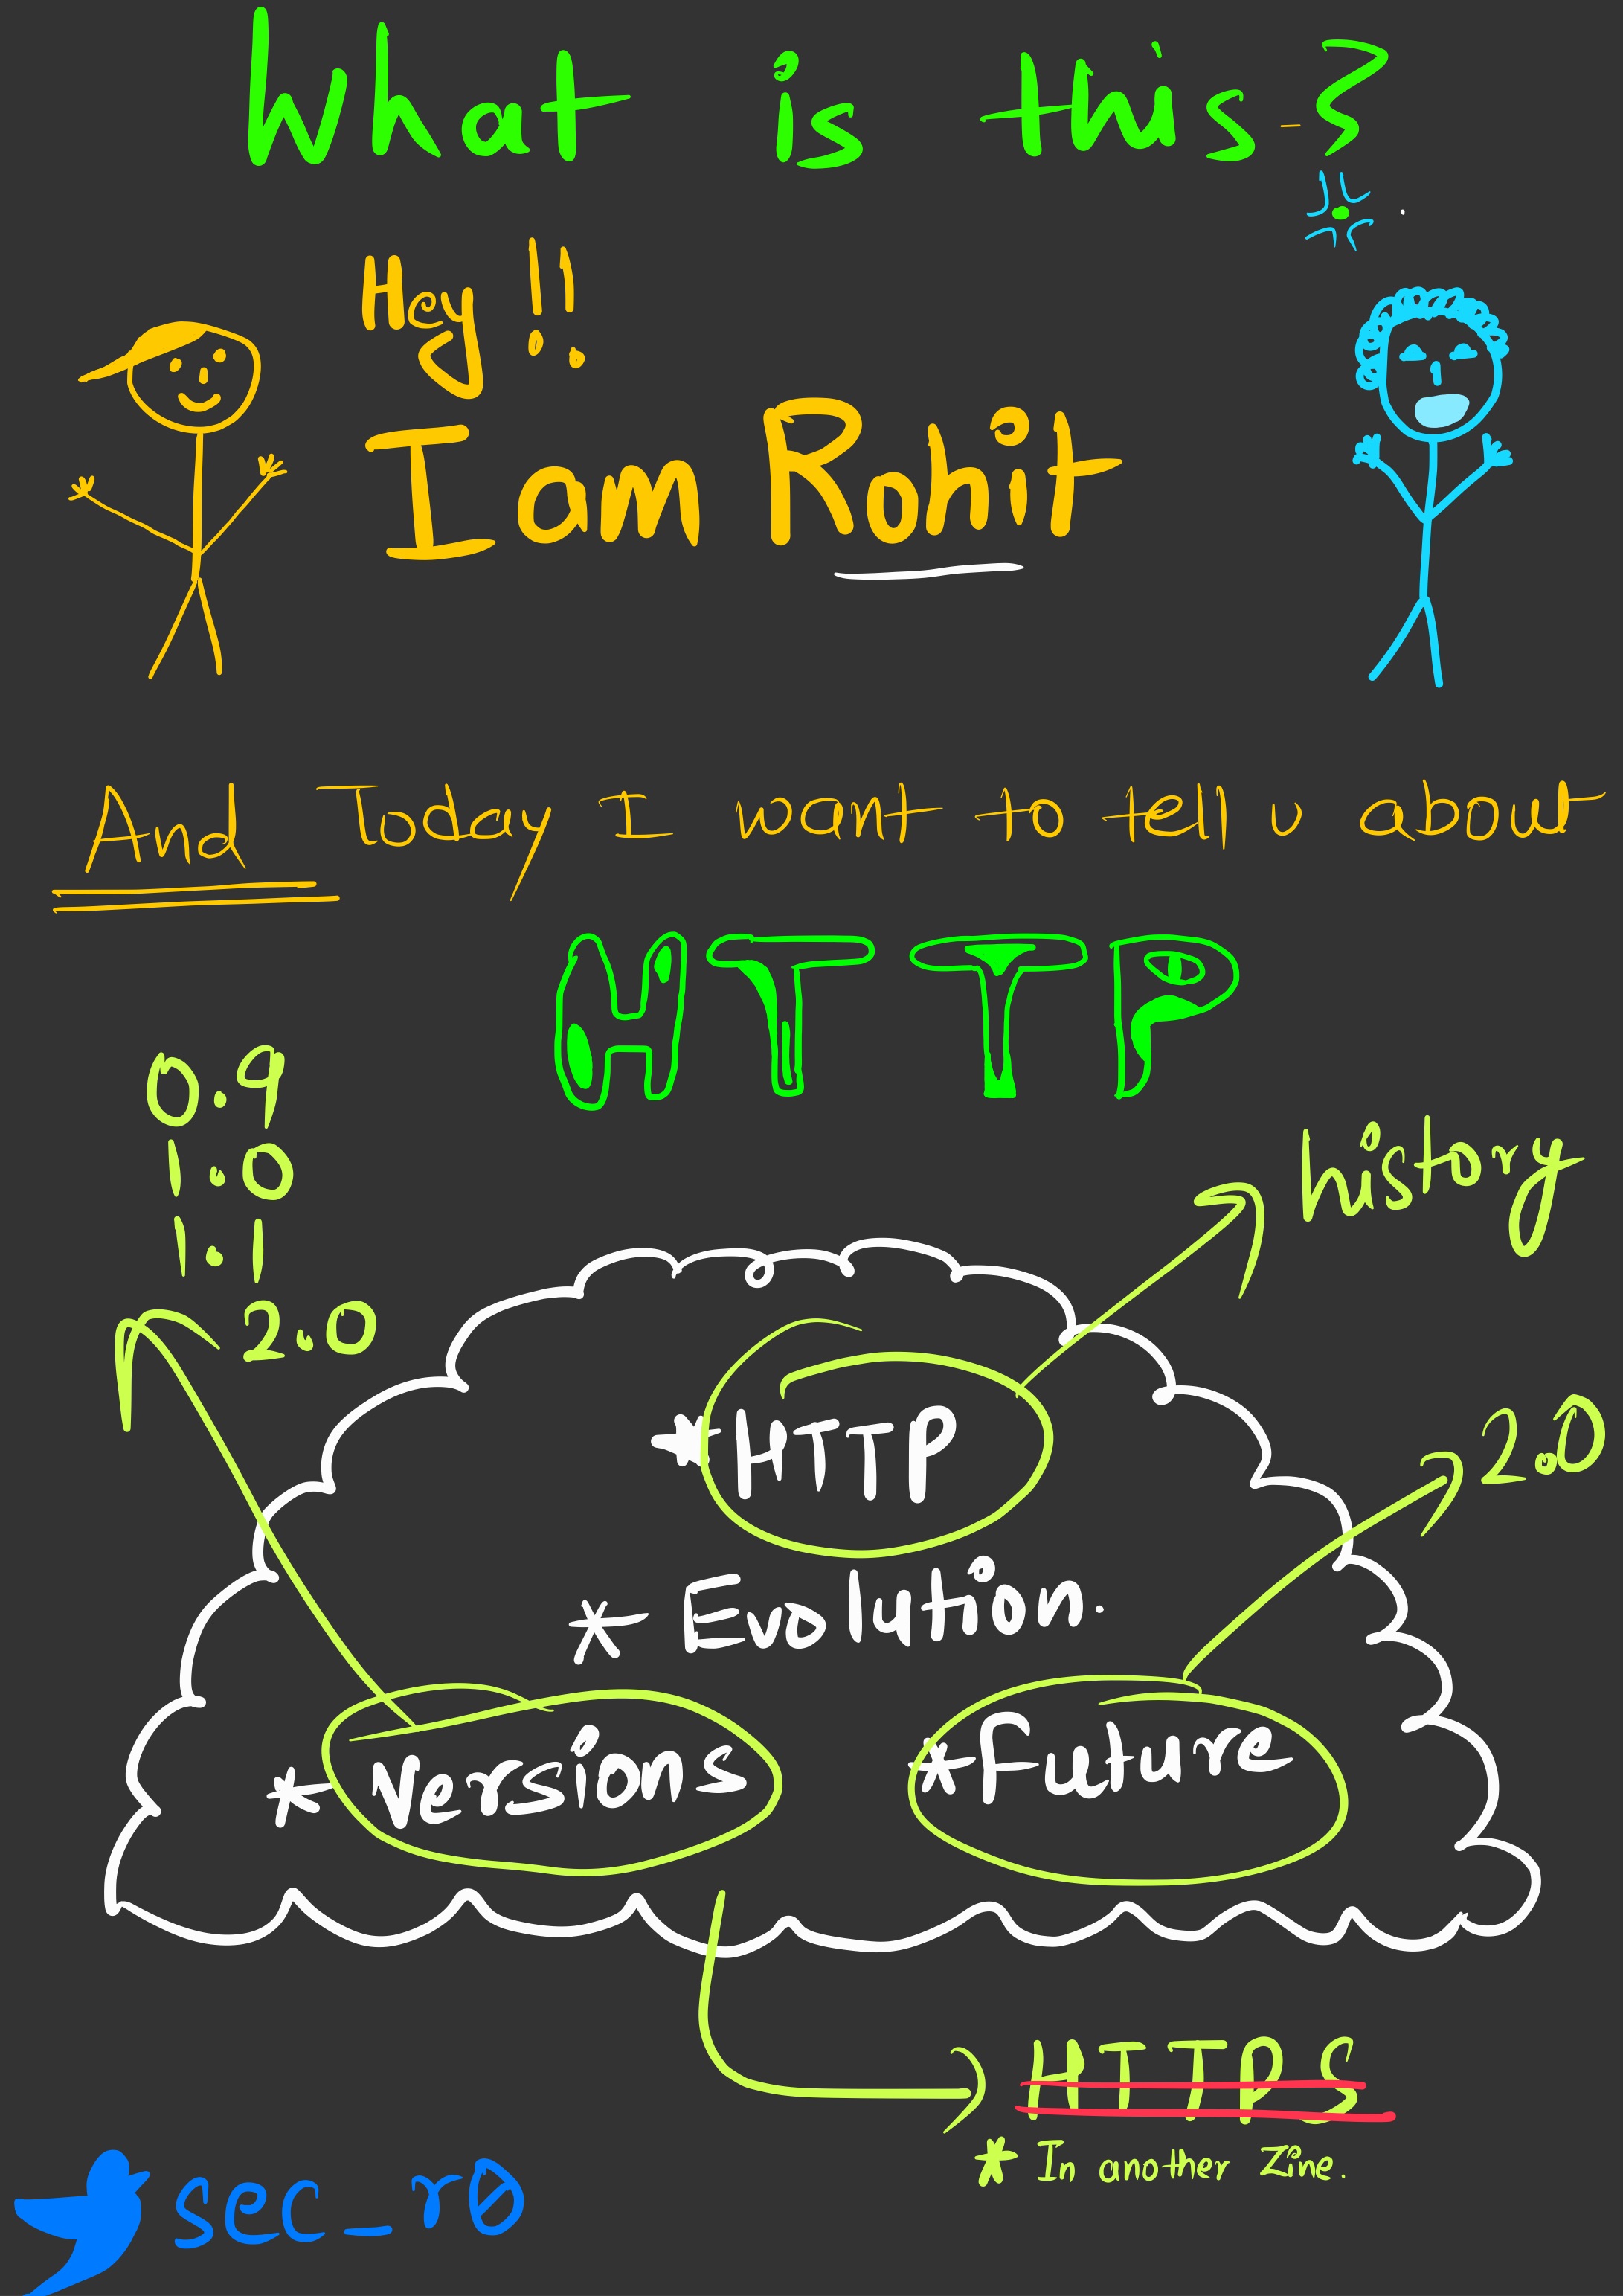 What is this ?
Hey !!
I am Rohit
And Today I want to tell u about
HTTP
0.9
1.0
1.1
2.0
history
* HTTP
2.0
* Evolution.
* Versions
* future
HTTPS
* In another Zine.
sec_r0